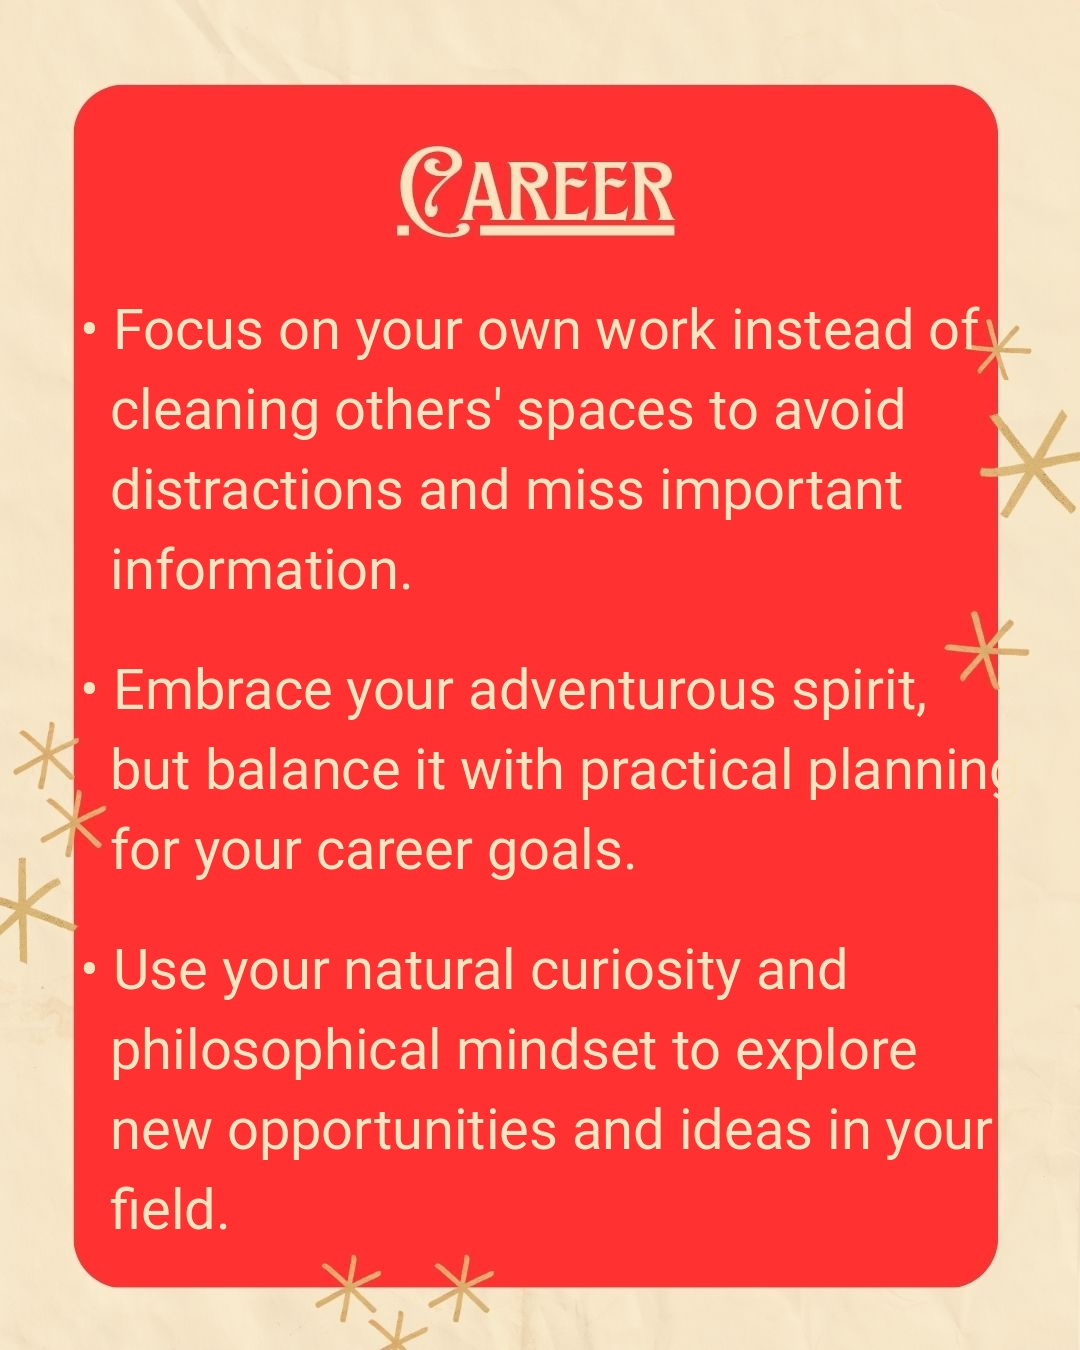 Career
• Focus on your own work instead of
cleaning others' spaces to avoid
distractions and miss important
information.
• Embrace your adventurous spirit,
but balance it with practical planning
for your career goals.
• Use your natural curiosity and
philosophical mindset to explore
new opportunities and ideas in your
field.